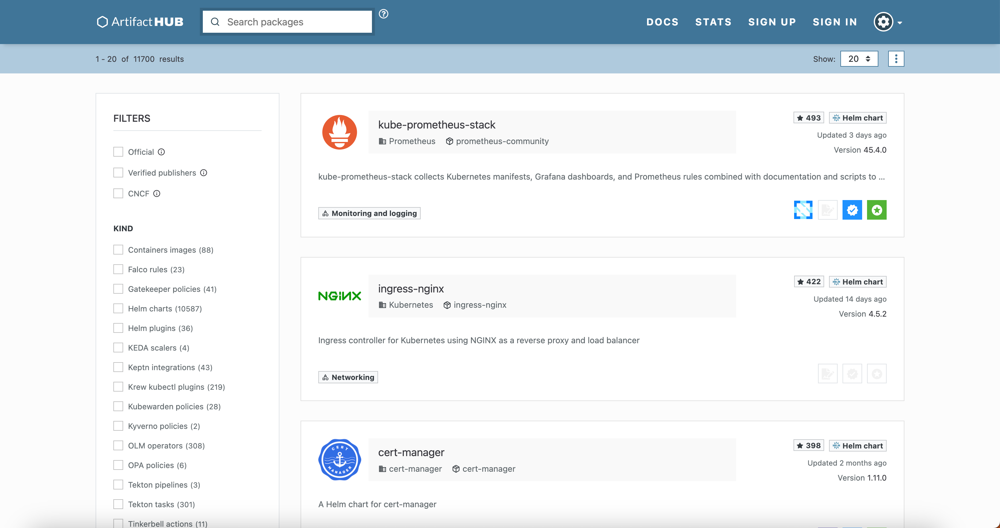 ArtifactHUB
Search packages
DOCS STATS SIGN UP SIGN IN
1 - 20 of 11700 results
Show: 20
FILTERS
Official
Verified publishers
CNCF
KIND
Containers images (88)
Falco rules (23)
Gatekeeper policies (41)
Helm charts (10587)
Helm plugins (36)
KEDA scalers (4)
Keptn integrations (43)
Krew kubectl plugins (219)
Kubewarden policies (28)
Kyverno policies (2)
OLM operators (308)
OPA policies (6)
Tekton pipelines (3)
Tekton tasks (301)
Tinkerbell actions (11)
kube-prometheus-stack
Prometheus prometheus-community
493 HELM Helm chart
Updated 3 days ago
Version 45.4.0
kube-prometheus-stack collects Kubernetes manifests, Grafana dashboards, and Prometheus rules combined with documentation and scripts to ...
Monitoring and logging
NGINX
ingress-nginx
Kubernetes ingress-nginx
422 HELM Helm chart
Updated 14 days ago
Version 4.5.2
Ingress controller for Kubernetes using NGINX as a reverse proxy and load balancer
Networking
CERT
MANAGER
cert-manager
cert-manager cert-manager
398 HELM Helm chart
Updated 2 months ago
Version 1.11.0
A Helm chart for cert-manager